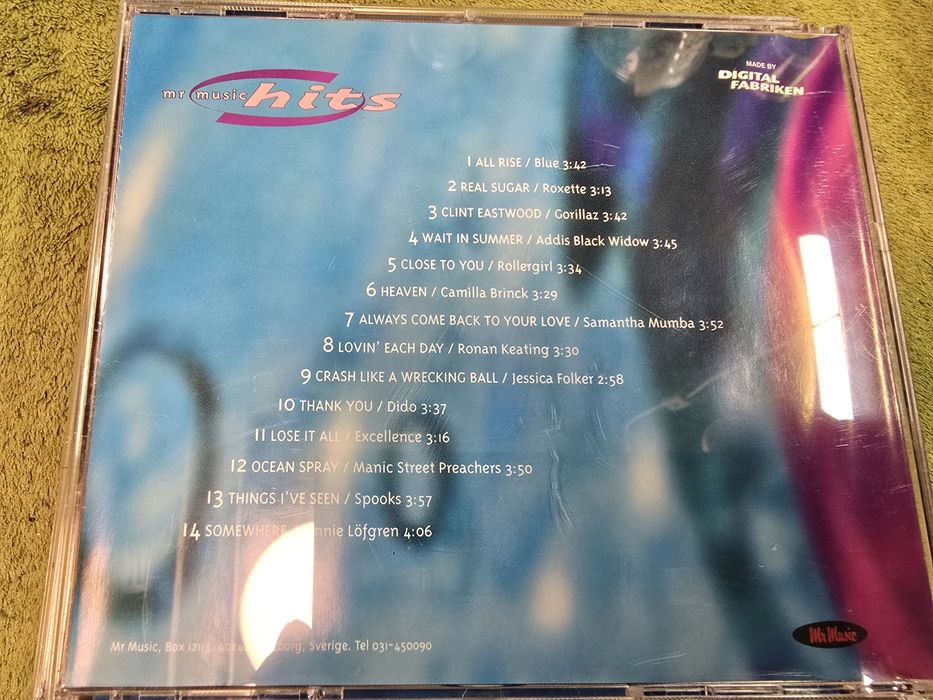 mr music hits
MADE BY
DIGITAL
FABRIKEN
1 ALL RISE / Blue 3:42
2 REAL SUGAR / Roxette 3:13
3 CLINT EASTWOOD / Gorillaz 3:42
4 WAIT IN SUMMER / Addis Black Widow 3:45
5 CLOSE TO YOU / Rollergirl 3:34
6 HEAVEN / Camilla Brinck 3:29
7 ALWAYS COME BACK TO YOUR LOVE / Samantha Mumba 3:52
8 LOVIN' EACH DAY / Ronan Keating 3:30
9 CRASH LIKE A WRECKING BALL / Jessica Folker 2:58
10 THANK YOU / Dido 3:37
11 LOSE IT ALL / Excellence 3:16
12 OCEAN SPRAY / Manic Street Preachers 3:50
13 THINGS I'VE SEEN / Spooks 3:57
14 SOMEWHERE Löfgren 4:06
Mr Music, Box Sverige. Tel 031-450090
Mr Music